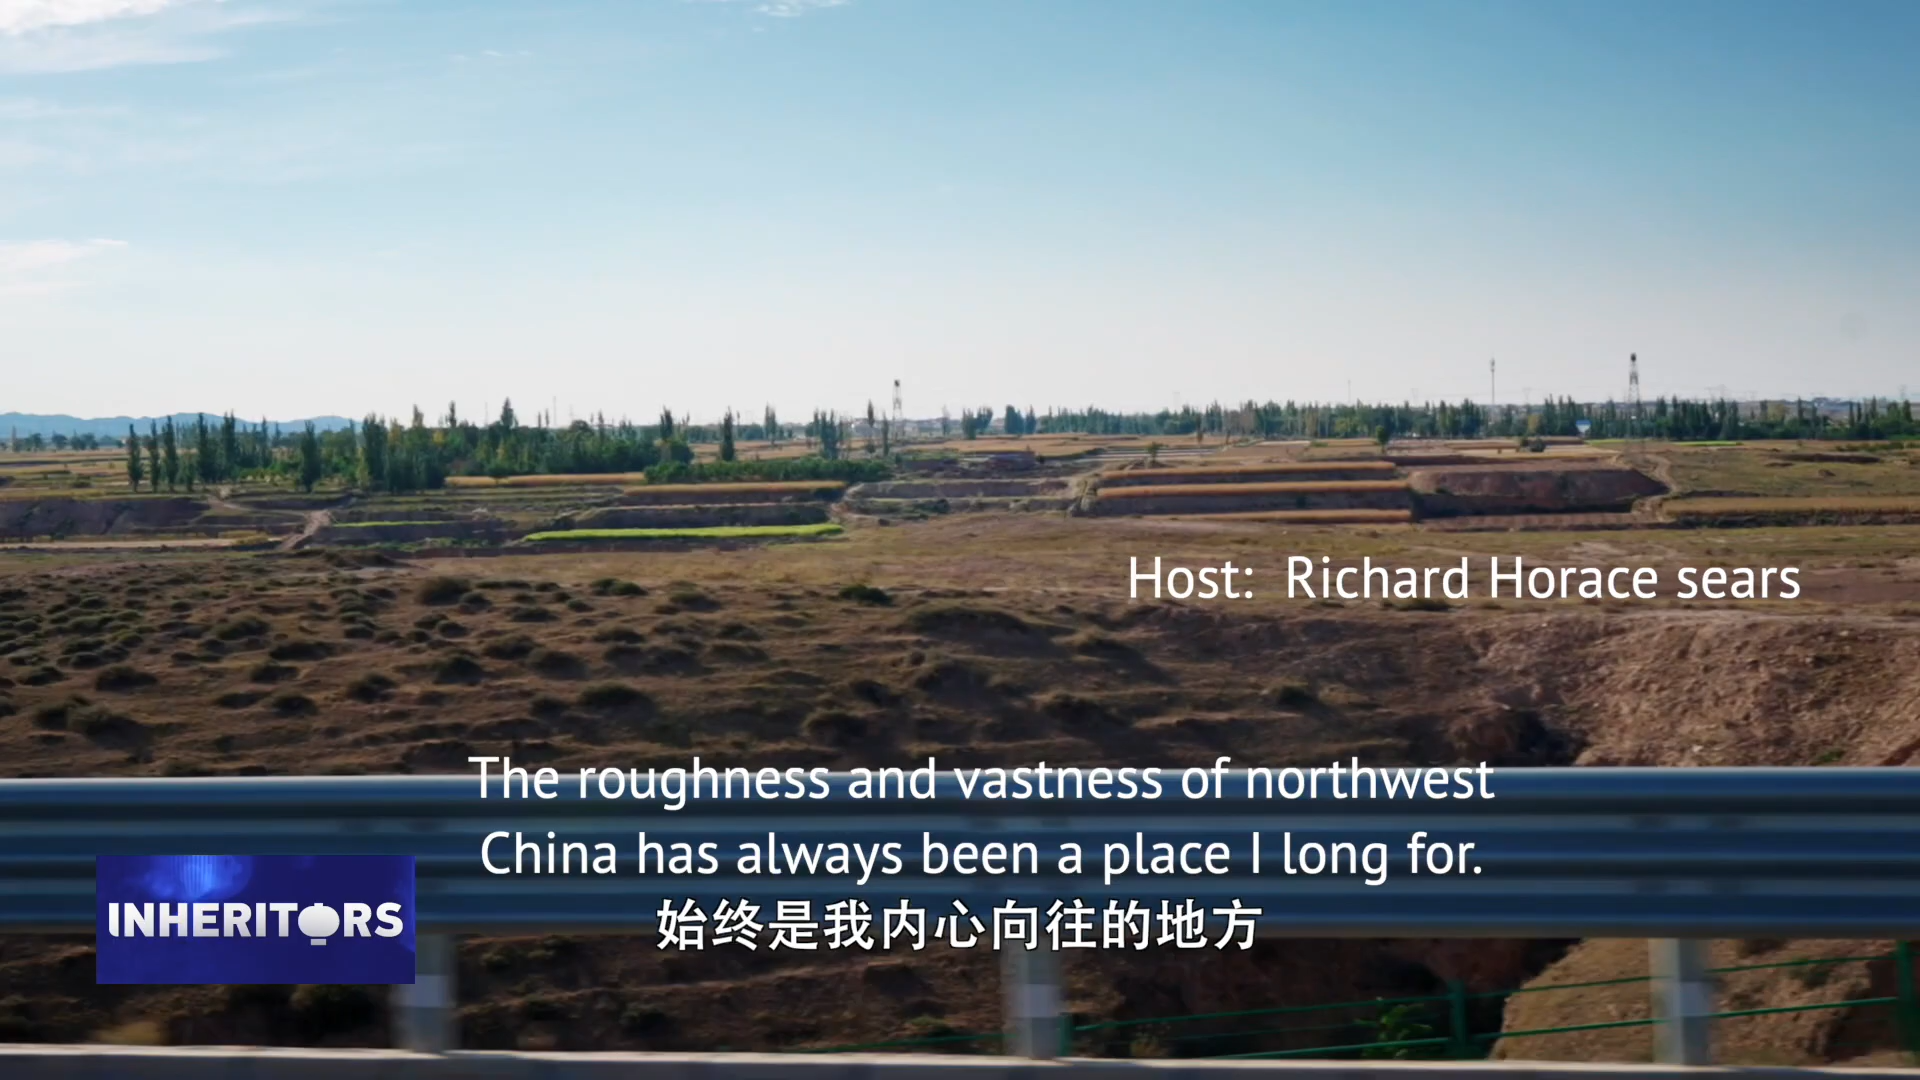 Host: Richard Horace sears
The roughness and vastness of northwest
China has always been a place I long for.
始终是我内心向往的地方
INHERITORS